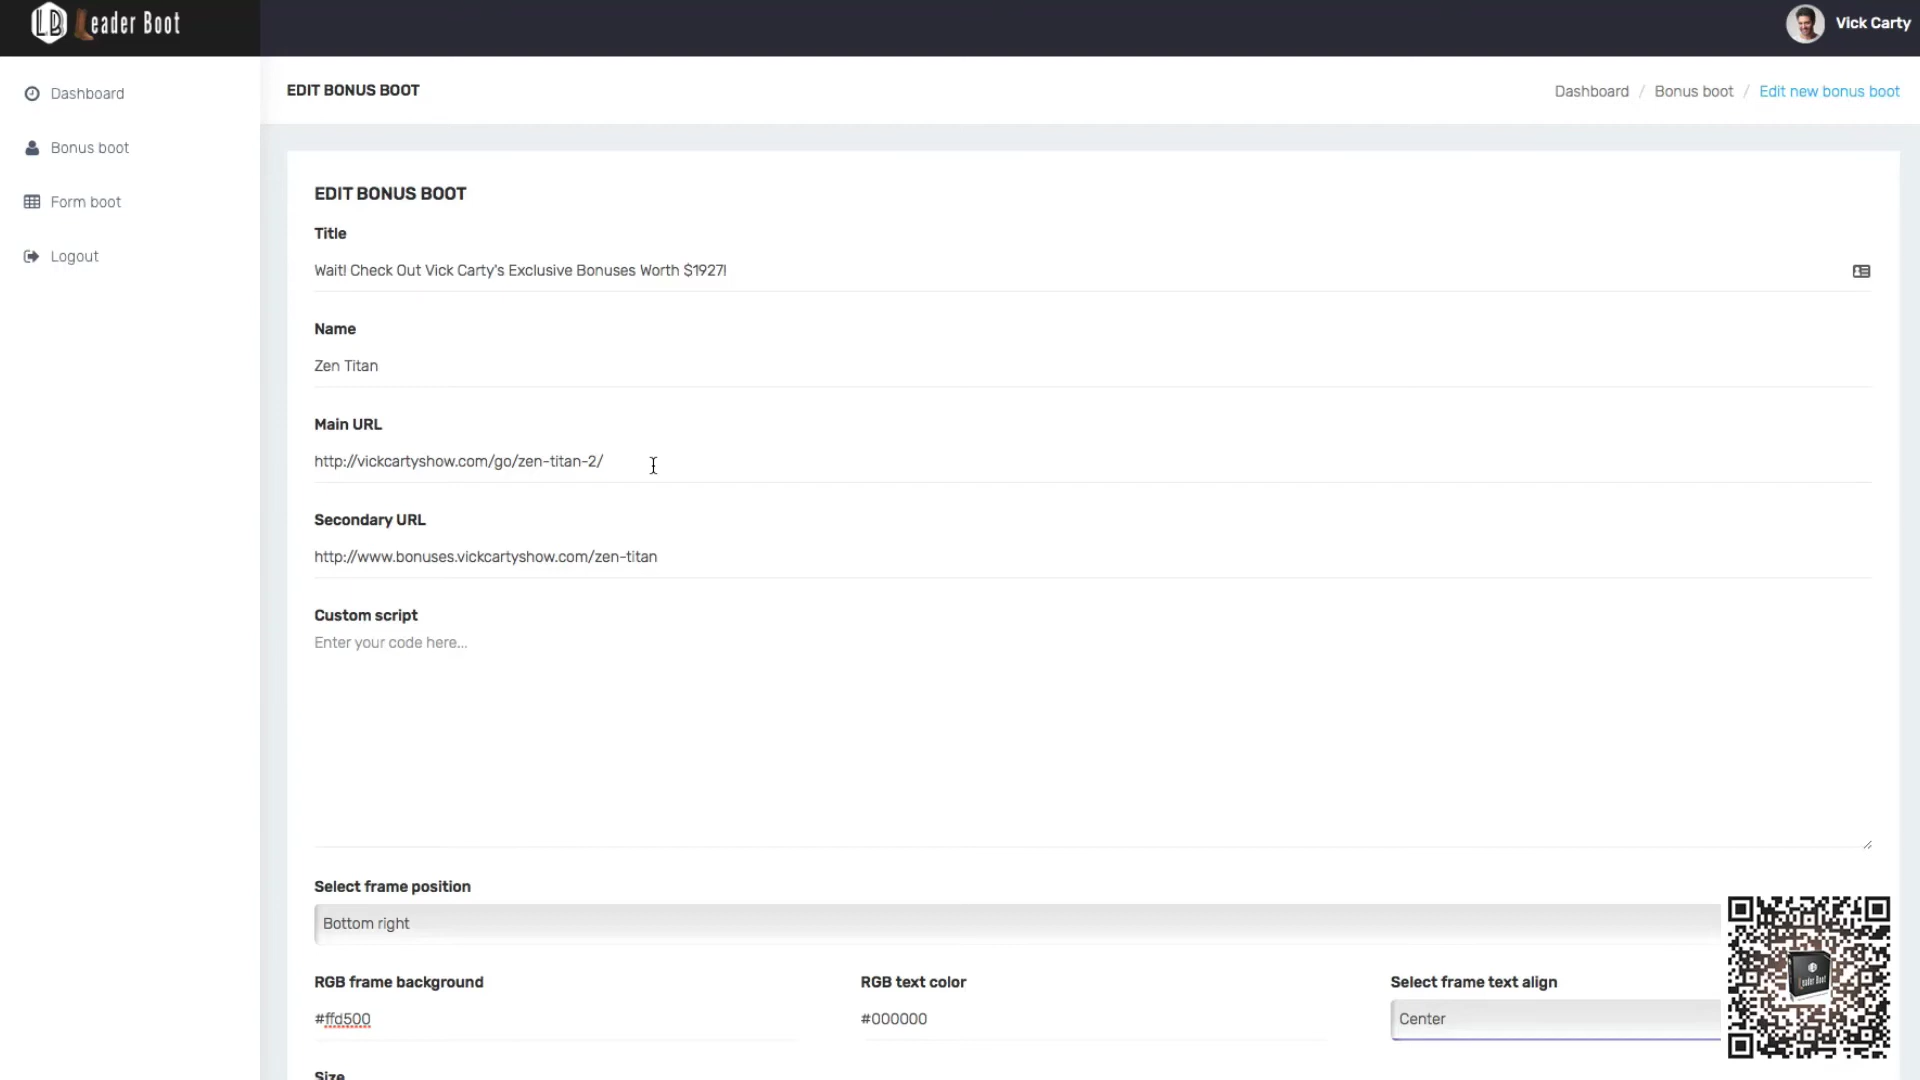 LB Leader Boot
Vick Carty
Dashboard
Bonus boot
Form boot
Logout
EDIT BONUS BOOT
Dashboard / Bonus boot / Edit new bonus boot
EDIT BONUS BOOT
Title
Wait! Check Out Vick Carty's Exclusive Bonuses Worth $1927!
Name
Zen Titan
Main URL
http://vickcartyshow.com/go/zen-titan-2/
Secondary URL
http://www.bonuses.vickcartyshow.com/zen-titan
Custom script
Enter your code here...
Select frame position
Bottom right
RGB frame background
#ffd500
RGB text color
#000000
Select frame text align
Center
Size
Leader Boot